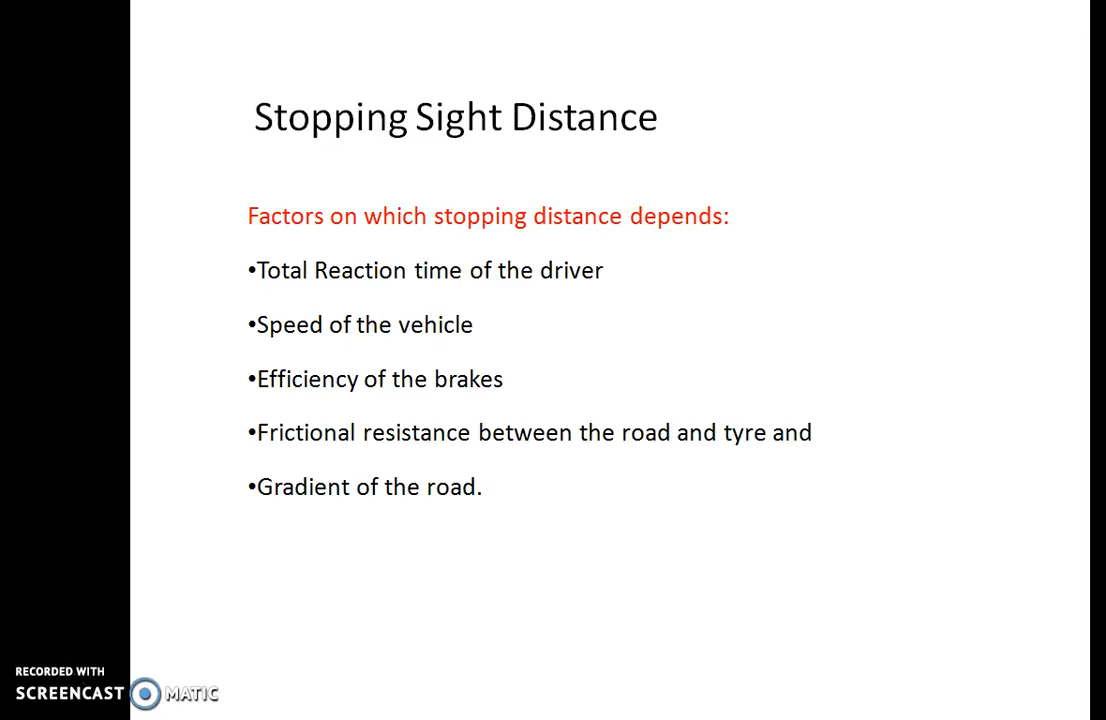 Stopping Sight Distance
Factors on which stopping distance depends:
•Total Reaction time of the driver
•Speed of the vehicle
•Efficiency of the brakes
•Frictional resistance between the road and tyre and
•Gradient of the road.
RECORDED WITH
SCREENCAST MATIC